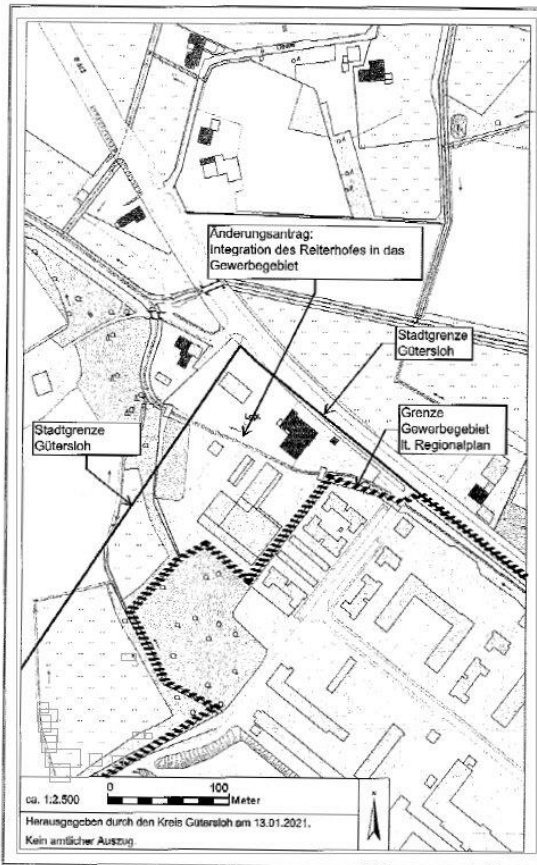 Änderungsantrag:
Integration des Reiterhofes in das
Gewerbegebiet
Stadtgrenze
Gütersloh
Grenze
Gewerbegebiet
lt. Regionalplan
Stadtgrenze
Gütersloh
0 100
ca. 1:2.500 Meter
Herausgegeben durch den Kreis Gütersloh am 13.01.2021.
Kein amtlicher Auszug.